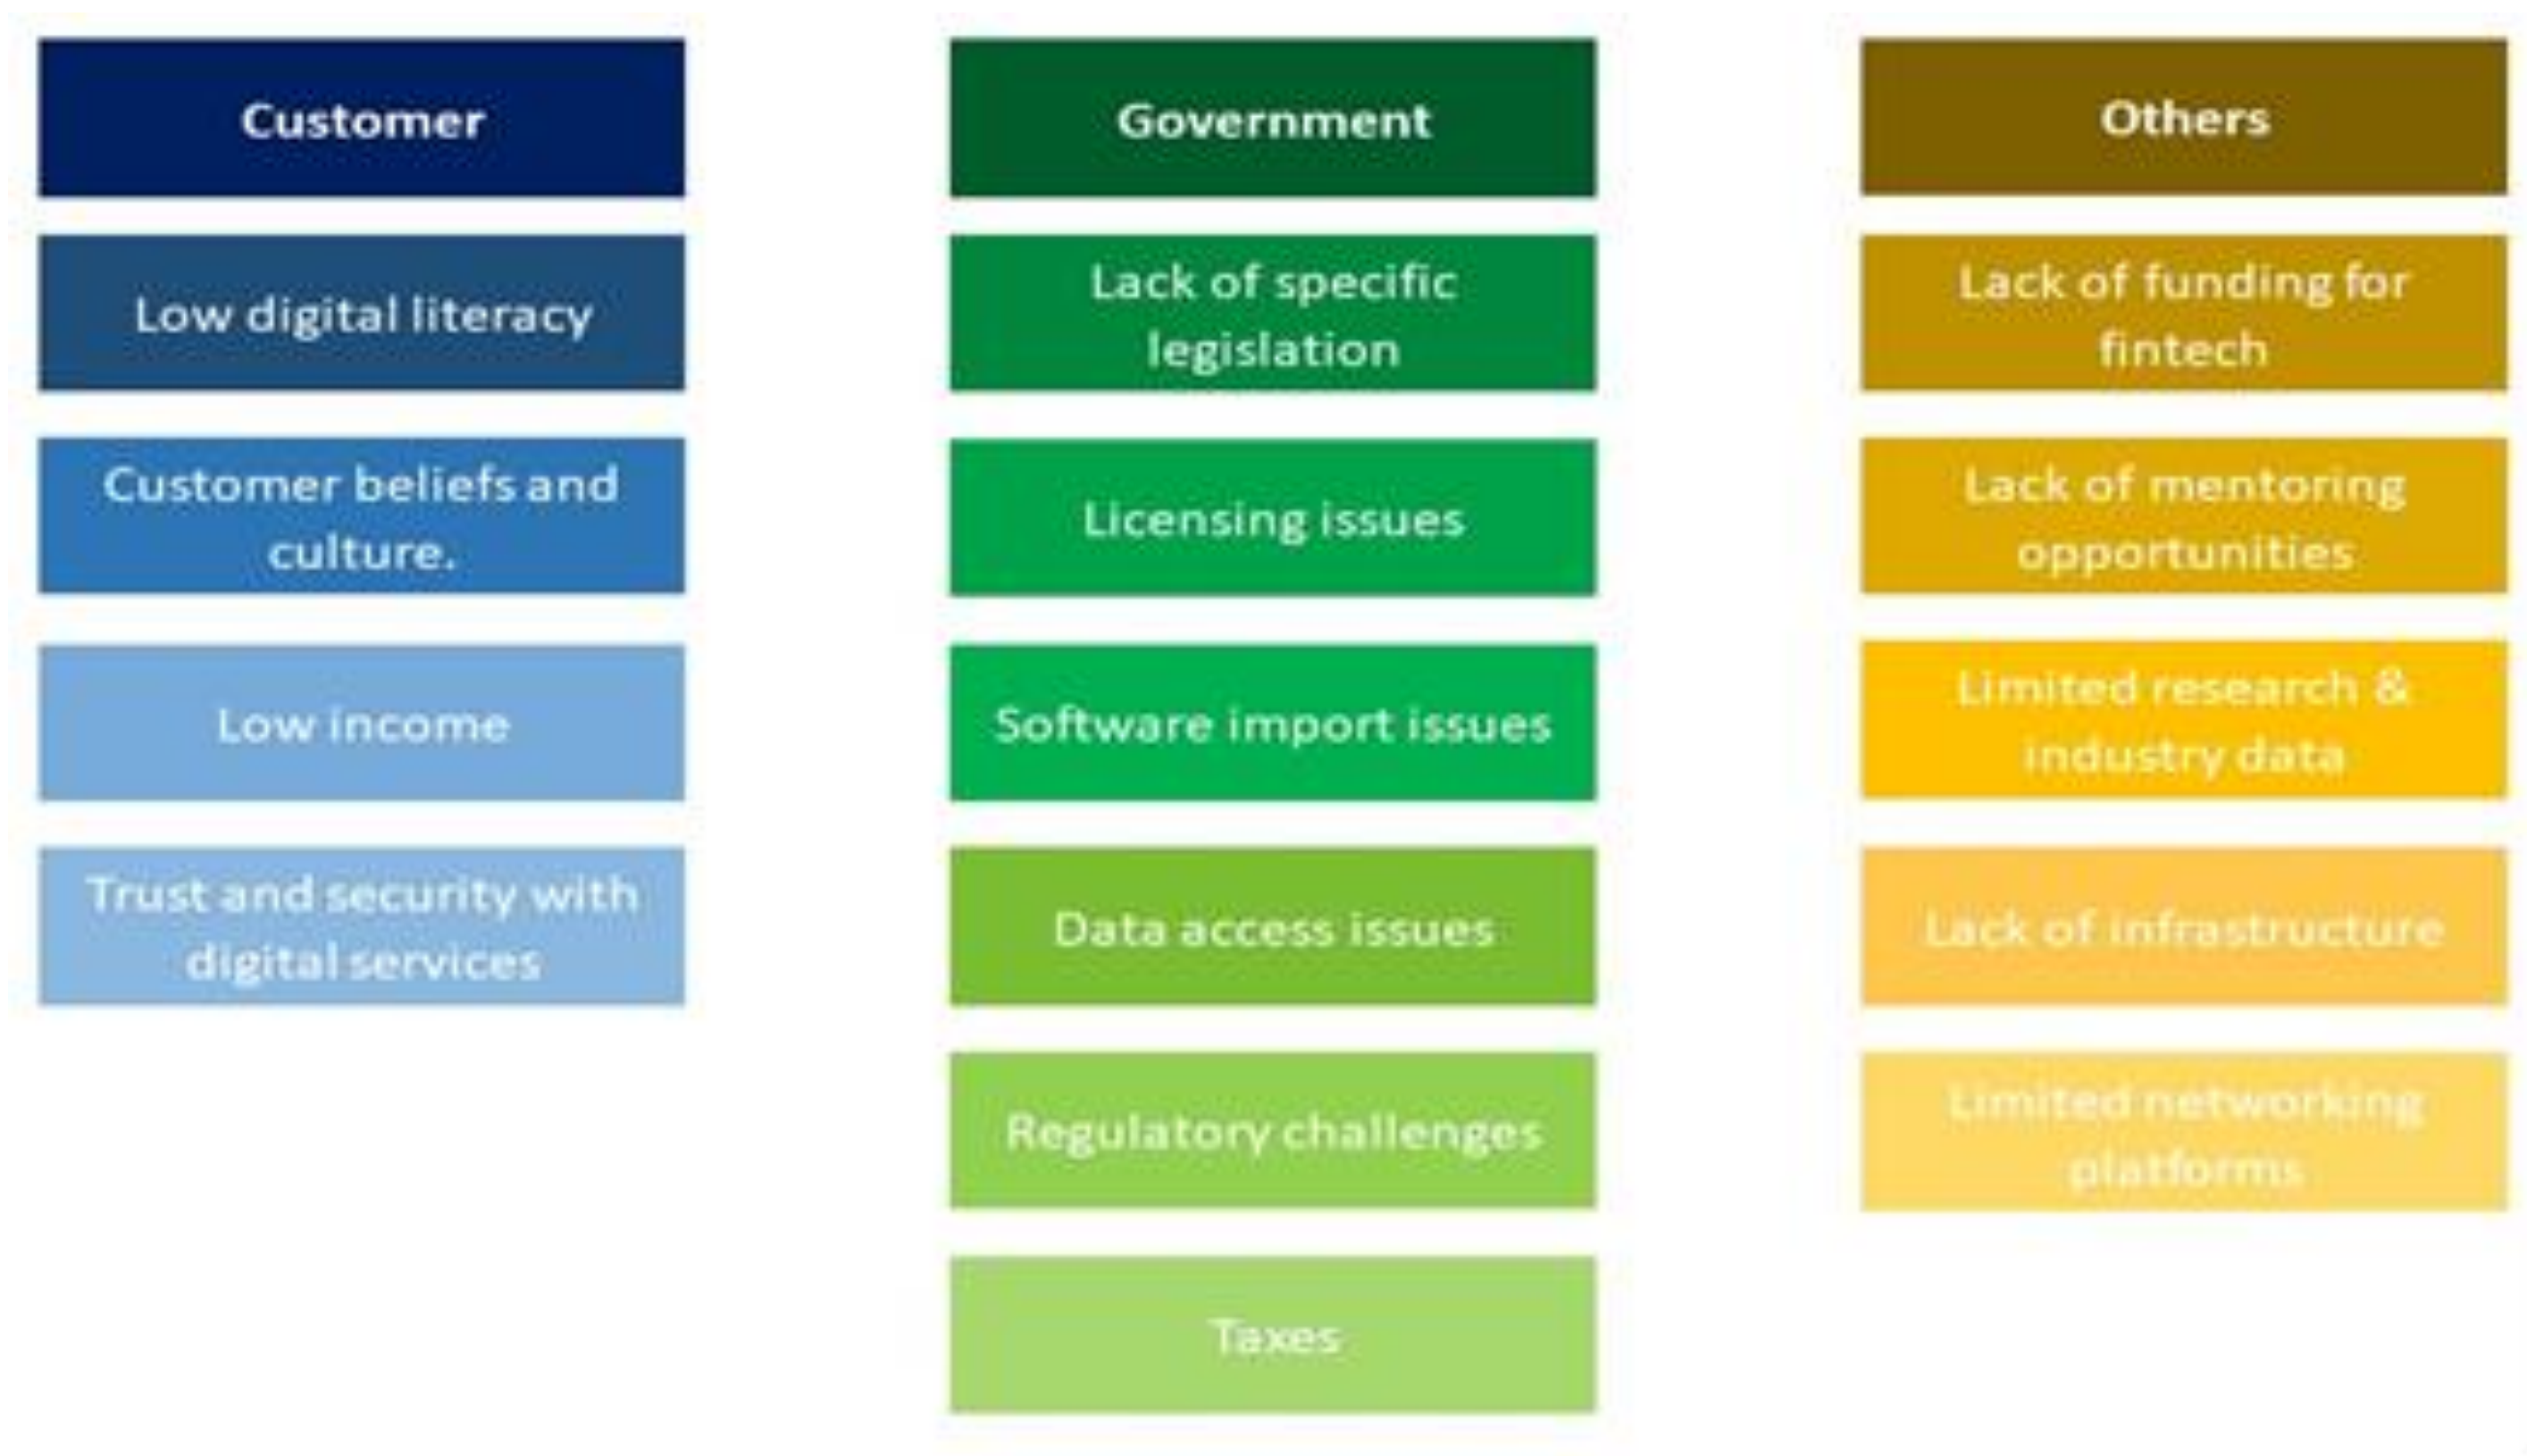 Customer
Low digital literacy
Customer beliefs and
culture.
Low income
Trust and security with
digital services
Government
Lack of specific
legislation
Licensing issues
Software import issues
Data access issues
Regulatory challenges
Taxes
Others
Lack of funding for
fintech
Lack of mentoring
opportunities
Limited research &
industry data
Lack of infrastructure
Limited networking
platforms